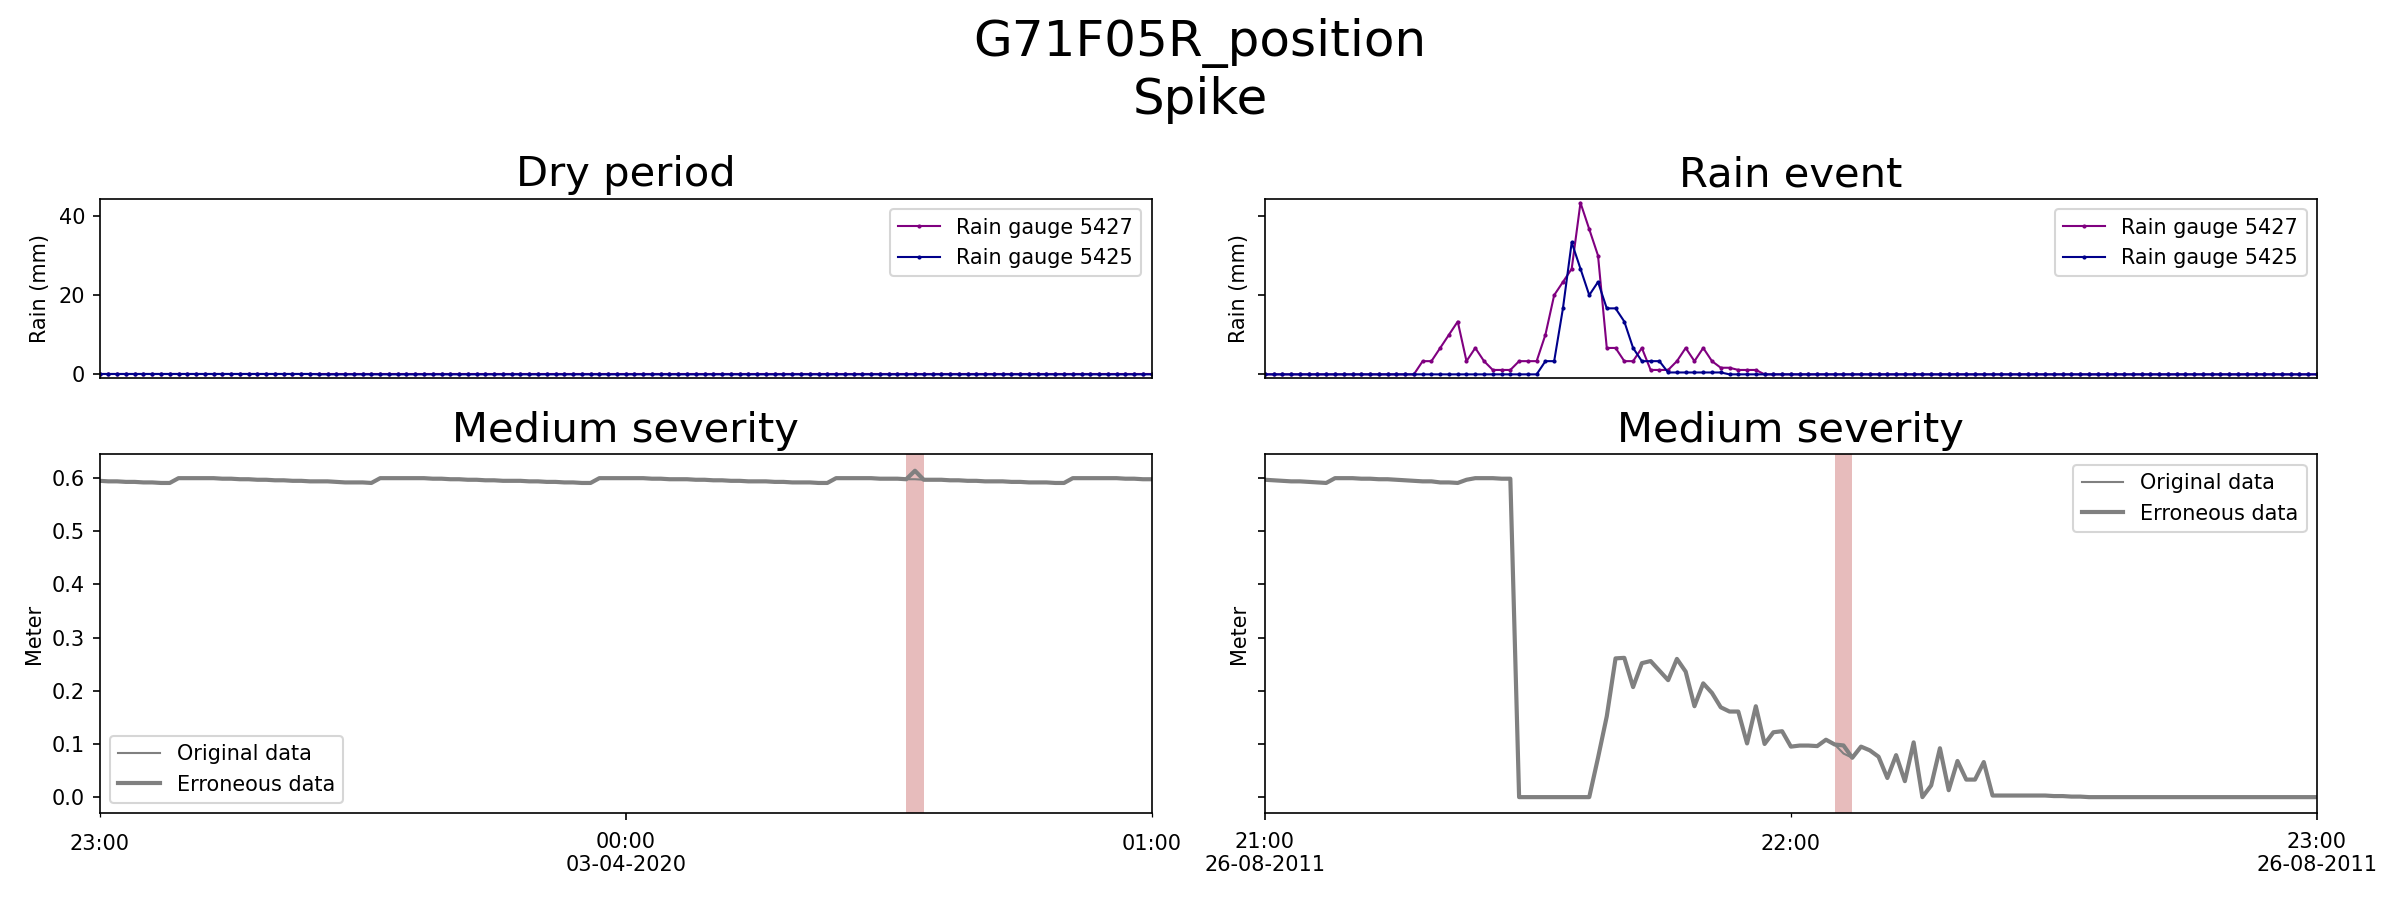 G71F05R_position
Spike
Dry period
Rain event
Rain (mm)
40
20
0
Rain gauge 5427
Rain gauge 5425
Rain (mm)
Rain gauge 5427
Rain gauge 5425
Medium severity
Medium severity
Meter
0.6
0.5
0.4
0.3
0.2
0.1
0.0
Original data
Erroneous data
23:00
00:00
03-04-2020
01:00
Meter
Original data
Erroneous data
21:00
26-08-2011
22:00
23:00
26-08-2011